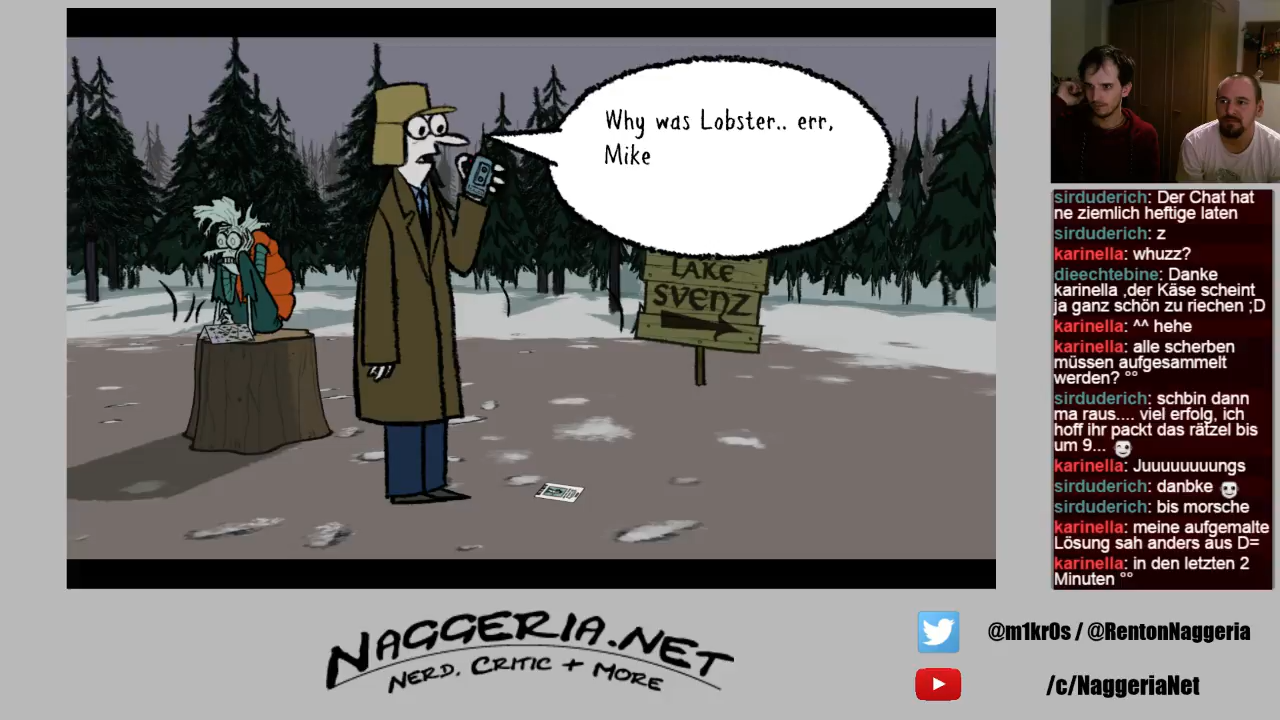 Why was Lobster.. err,
Mike
LAKE
SVENZ
sirduderich: Der Chat hat
ne ziemlich heftige laten
sirduderich: z
karinella: whuzz?
dieechtebine: Danke
karinella ,der Käse scheint
ja ganz schön zu riechen ;D
karinella: ^^ hehe
karinella: alle scherben
müssen aufgesammelt
werden? °°
sirduderich: schbin dann
ma raus.... viel erfolg, ich
hoff ihr packt das rätzel bis
um 9...
karinella: Juuuuuuuungs
sirduderich: danbke
sirduderich: bis morsche
karinella: meine aufgemalte
Lösung sah anders aus D=
karinella: in den letzten 2
Minuten °°
NAGGERIA.NET
NERD, CRITIC + MORE
@m1kr0s / @RentonNaggeria
/c/NaggeriaNet